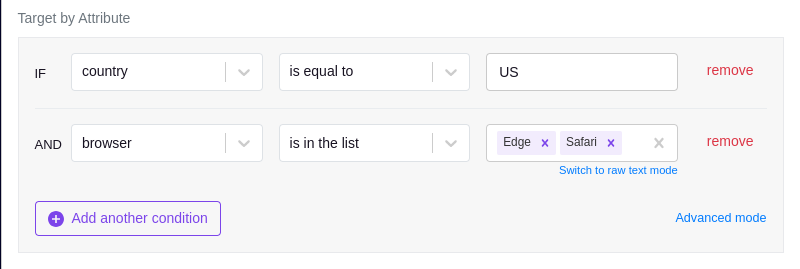 Target by Attribute
IF country is equal to US remove
AND browser is in the list Edge x Safari x remove
Switch to raw text mode
Add another condition Advanced mode